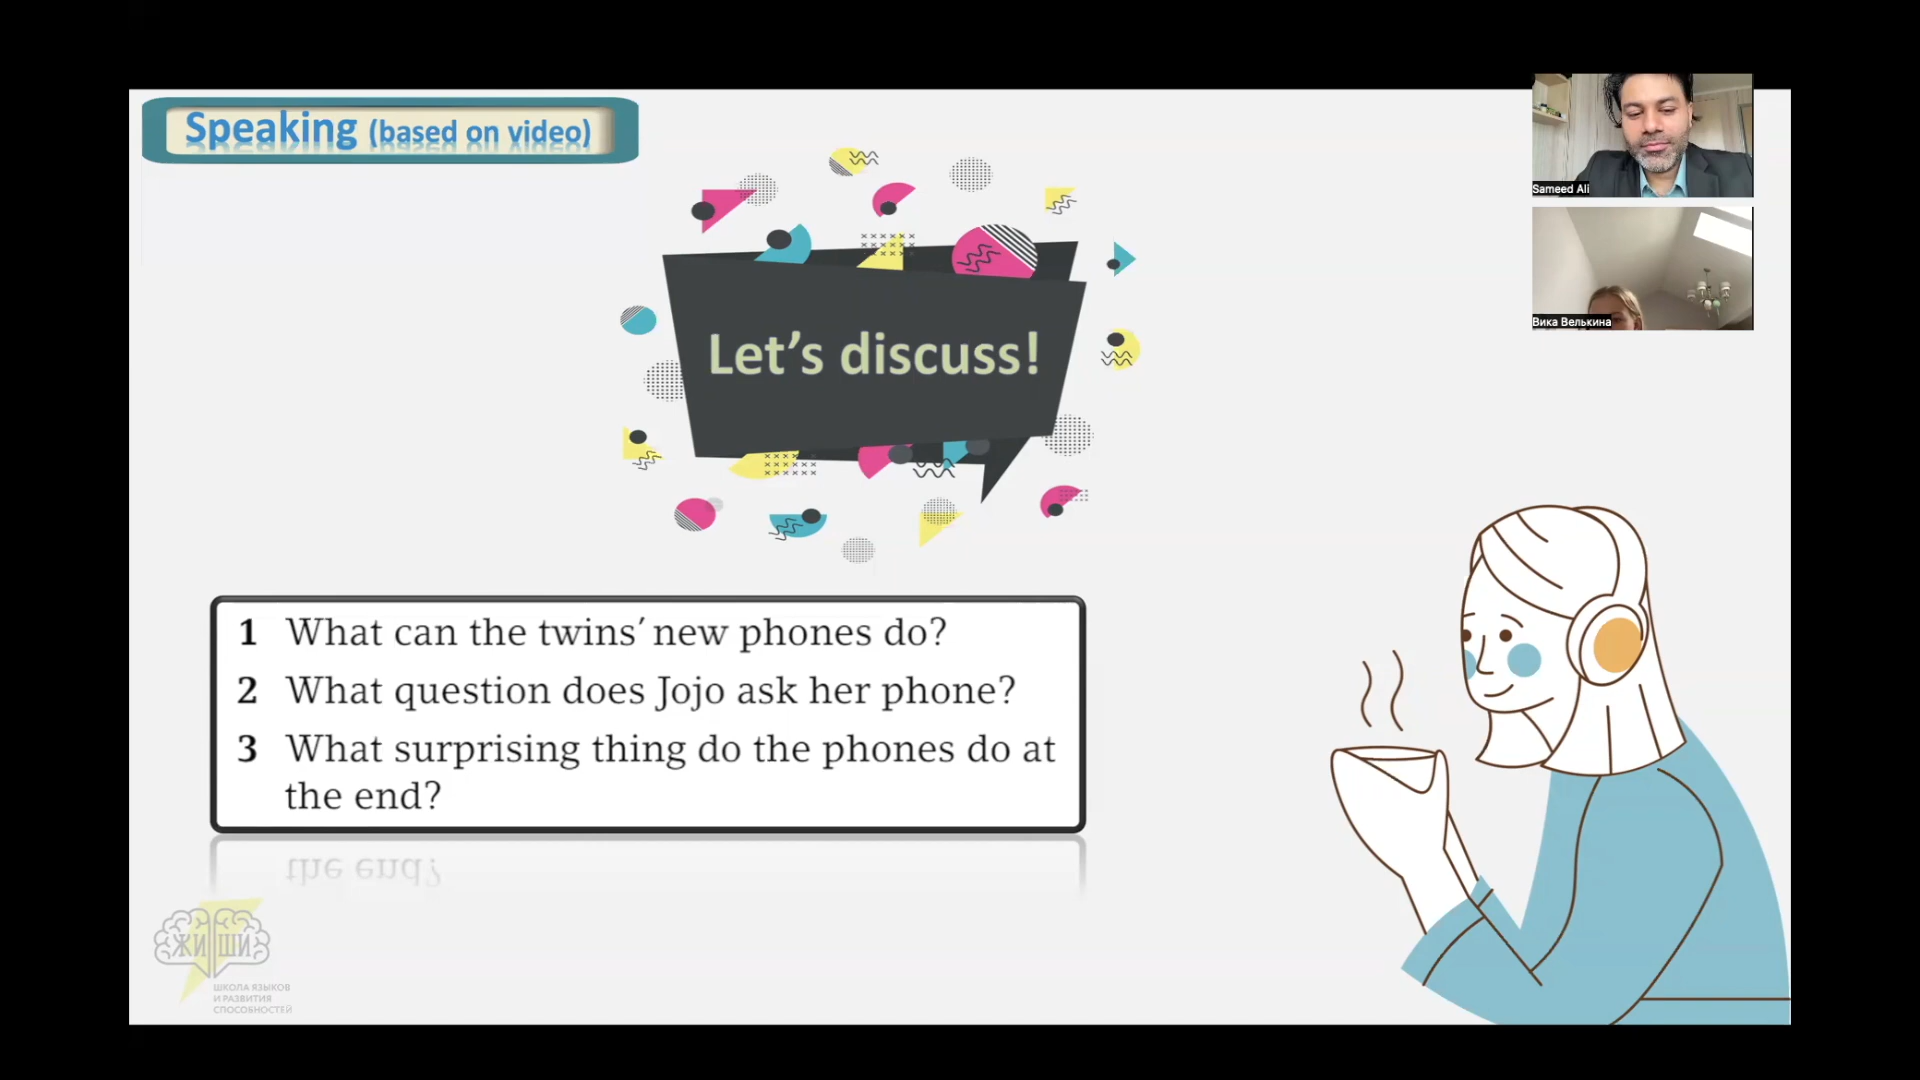 Speaking (based on video)
Sameed Ali
Вика Велькина
Let's discuss!
1 What can the twins' new phones do?
2 What question does Jojo ask her phone?
3 What surprising thing do the phones do at
the end?
ЖИ ШИ
ШКОЛА ЯЗЫКОВ
И РАЗВИТИЯ
СПОСОБНОСТЕЙ